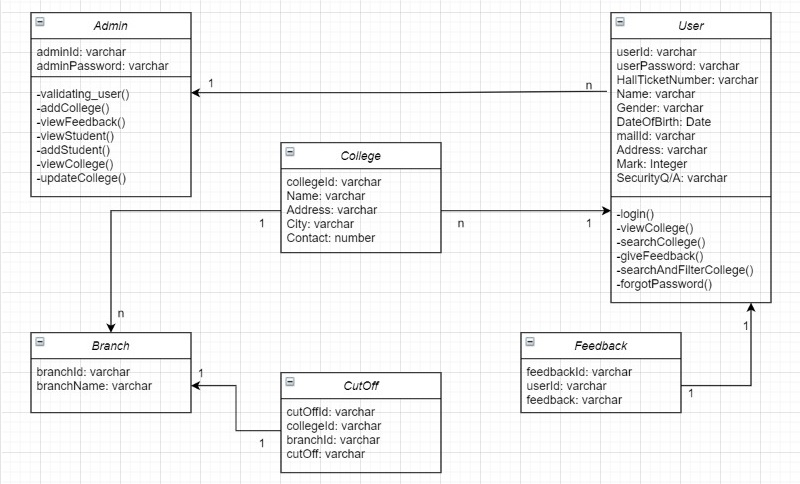 Admin
adminId: varchar
adminPassword: varchar
-validating_user()
-addCollege()
-viewFeedback()
-viewStudent()
-addStudent()
-viewCollege()
-updateCollege()
1
n
User
userId: varchar
userPassword: varchar
HallTicketNumber: varchar
Name: varchar
Gender: varchar
DateOfBirth: Date
mailId: varchar
Address: varchar
Mark: Integer
SecurityQ/A: varchar
-login()
-viewCollege()
-searchCollege()
-giveFeedback()
-searchAndFilterCollege()
-forgotPassword()
College
collegeId: varchar
Name: varchar
Address: varchar
City: varchar
Contact: number
1
n
1
n
1
Branch
branchId: varchar
branchName: varchar
1
1
CutOff
cutOffId: varchar
collegeId: varchar
branchId: varchar
cutOff: varchar
Feedback
feedbackId: varchar
userId: varchar
feedback: varchar
1